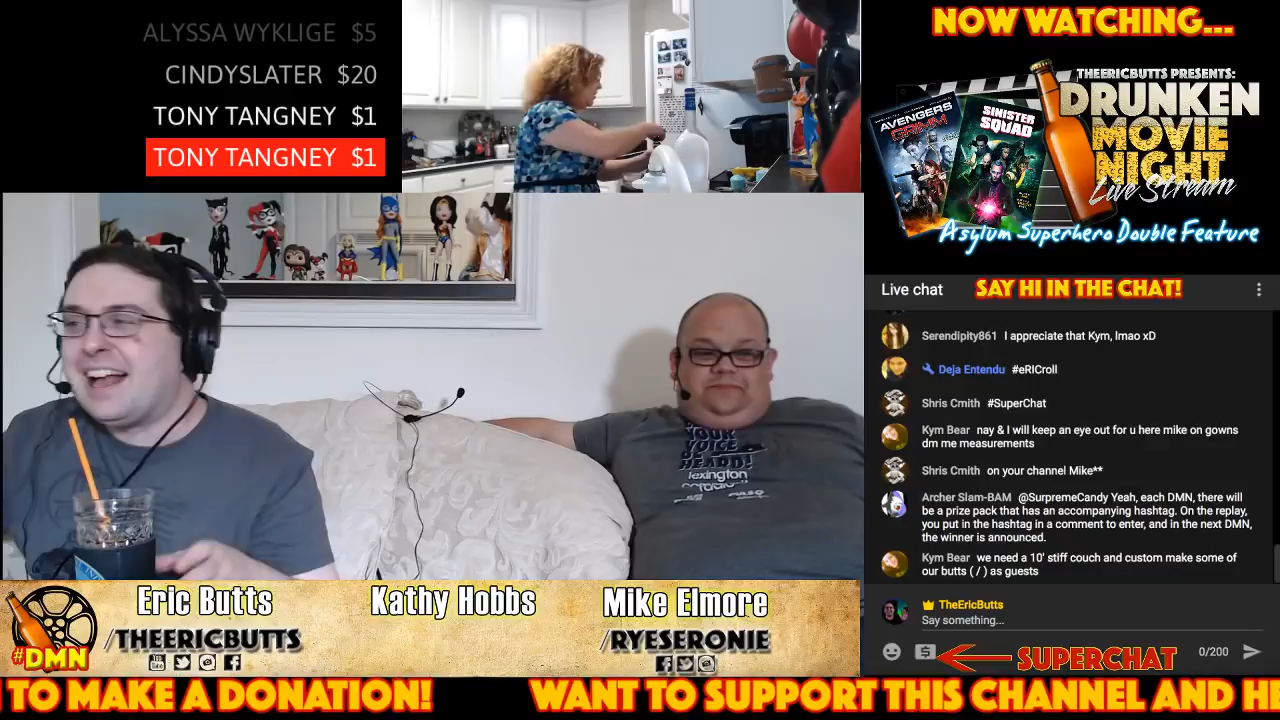 ALYSSA WYKLIGE $5
CINDYSLATER $20
TONY TANGNEY $1
TONY TANGNEY $1
NOW WATCHING...
THEERICBUTTS PRESENTS:
DRUNKEN
MOVIE
NIGHT
Live Stream
AVENGERS
GRIMM
SINISTER
SQUAD
Asylum Superhero Double Feature
Live chat
SAY HI IN THE CHAT!
Serendipity861 I appreciate that Kym, lmao xD
Deja Entendu #eRICroll
Shris Cmith #SuperChat
Kym Bear nay & I will keep an eye out for u here mike on gowns
dm me measurements
Shris Cmith on your channel Mike**
Archer Slam-BAM @SurpremeCandy Yeah, each DMN, there will
be a prize pack that has an accompanying hashtag. On the replay,
you put in the hashtag in a comment to enter, and in the next DMN,
the winner is announced.
Kym Bear we need a 10' stiff couch and custom make some of
our butts ( / ) as guests
TheEricButts
Say something...
SUPERCHAT
0/200
YOUR
VOICE
BE
HEARD!
lexington
Eric Butts
/THEERICBUTTS
Kathy Hobbs
Mike Elmore
/RYESERONIE
#DMN
TO MAKE A DONATION!
WANT TO SUPPORT THIS CHANNEL AND HE